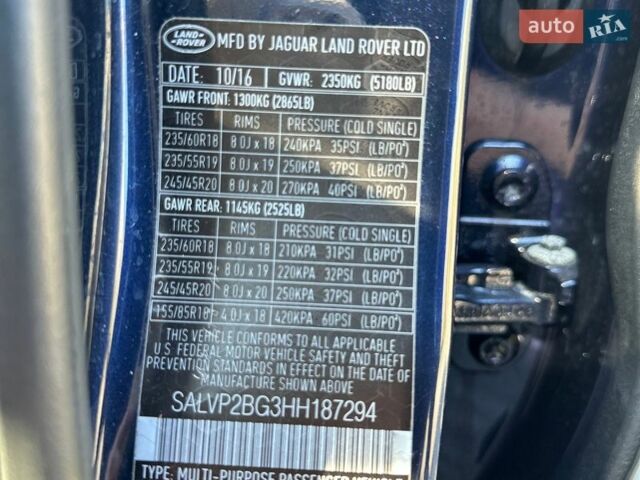 LAND-
ROVER
MFD BY JAGUAR LAND ROVER LTD
DATE: 10/16 GVWR: 2350KG (5180LB)
GAWR FRONT: 1300KG (2865LB)
TIRES RIMS PRESSURE (COLD SINGLE)
235/60R18 8.0J x 18 240KPA 35PSI (LB/PO²)
235/55R19 8.0J x 19 250KPA 37PSI (LB/PO²)
245/45R20 8.0J x 20 270KPA 40PSI (LB/PO²)
GAWR REAR: 1145KG (2525LB)
TIRES RIMS PRESSURE (COLD SINGLE)
235/60R18 8.0J x 18 210KPA 31PSI (LB/PO²)
235/55R19 8.0J x 19 220KPA 32PSI (LB/PO²)
245/45R20 8.0J x 20 250KPA 37PSI (LB/PO²)
155/85R18 4.0J x 18 420KPA 60PSI (LB/PO²)
THIS VEHICLE CONFORMS TO ALL APPLICABLE
U.S FEDERAL MOTOR VEHICLE SAFETY AND THEFT
PREVENTION STANDARDS IN EFFECT ON THE DATE
OF MANUFACTURE SHOWN ABOVE
SALVP2BG3HH187294
TYPE: MULTI-PURPOSE PASSENGER VEHICLE
auto RIA.com